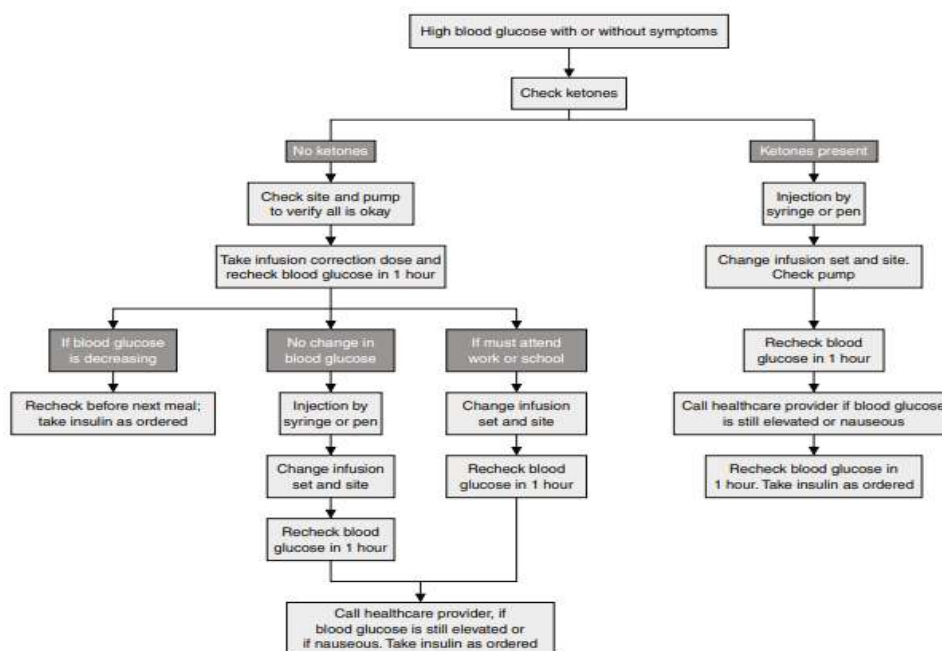 High blood glucose with or without symptoms
Check ketones
No ketones
Check site and pump
to verify all is okay
Take infusion correction dose and
recheck blood glucose in 1 hour
If blood glucose
is decreasing
Recheck before next meal;
take insulin as ordered
No change in
blood glucose
Injection by
syringe or pen
Change infusion
set and site
Recheck blood
glucose in 1 hour
If must attend
work or school
Change infusion
set and site
Recheck blood
glucose in 1 hour
Call healthcare provider, if
blood glucose is still elevated or
if nauseous. Take insulin as ordered
Ketones present
Injection by
syringe or pen
Change infusion set and site.
Check pump
Recheck blood
glucose in 1 hour
Call healthcare provider if blood glucose
is still elevated or nauseous
Recheck blood glucose in
1 hour. Take insulin as ordered